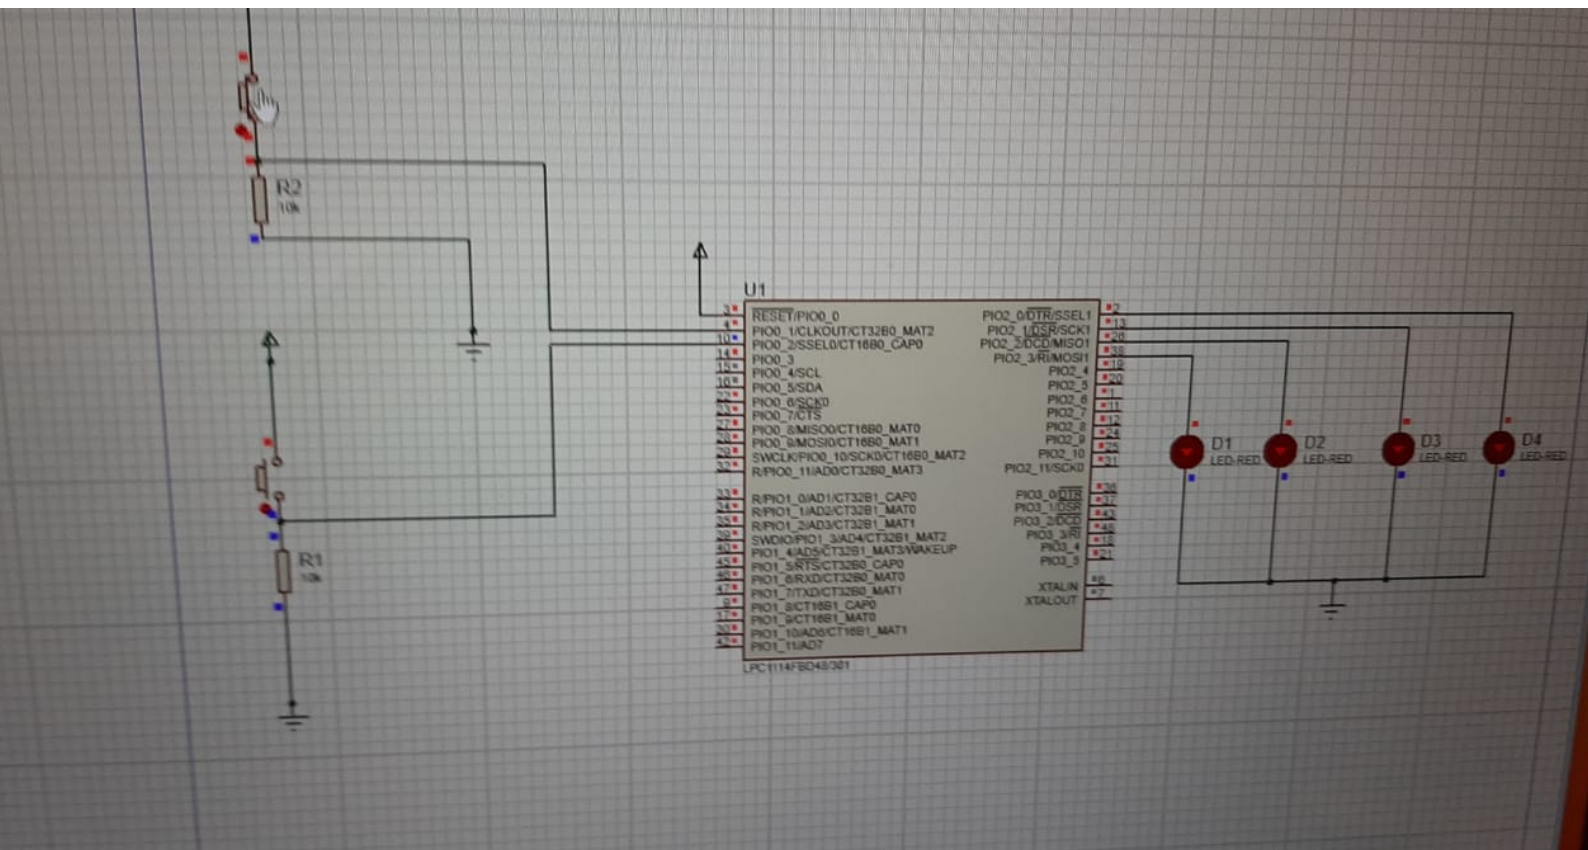 R2
10k
U1
RESET/PIO0_0
PIO0_1/CLKOUT/CT32B0_MAT2
PIO0_2/SSEL0/CT16B0_CAP0
PIO0_3
PIO0_4/SCL
PIO0_5/SDA
PIO0_6/SCK0
PIO0_7/CTS
PIO0_8/MISO0/CT16B0_MAT0
PIO0_9/MOSI0/CT16B0_MAT1
SWCLK/PIO0_10/SCK0/CT16B0_MAT2
R/PIO0_11/AD0/CT32B0_MAT3
R/PIO1_0/AD1/CT32B1_CAP0
R/PIO1_1/AD2/CT32B1_MAT0
R/PIO1_2/AD3/CT32B1_MAT1
SWDIO/PIO1_3/AD4/CT32B1_MAT2
PIO1_4/AD5/CT32B1_MAT3/WAKEUP
PIO1_5/RTS/CT32B0_CAP0
PIO1_6/RXD/CT32B0_MAT0
PIO1_7/TXD/CT32B0_MAT1
PIO1_8/CT16B1_CAP0
PIO1_9/CT16B1_MAT0
PIO1_10/AD6/CT16B1_MAT1
PIO1_11/AD7
PIO2_0/DTR/SSEL1
PIO2_1/DSR/SCK1
PIO2_2/DCD/MISO1
PIO2_3/RI/MOSI1
PIO2_4
PIO2_5
PIO2_6
PIO2_7
PIO2_8
PIO2_9
PIO2_10
PIO2_11/SCK0
PIO3_0/DTR
PIO3_1/DSR
PIO3_2/DCD
PIO3_3/RI
PIO3_4
PIO3_5
XTALIN
XTALOUT
LPC1114FBD48/301
R1
10k
D1
LED-RED
D2
LED-RED
D3
LED-RED
D4
LED-RED